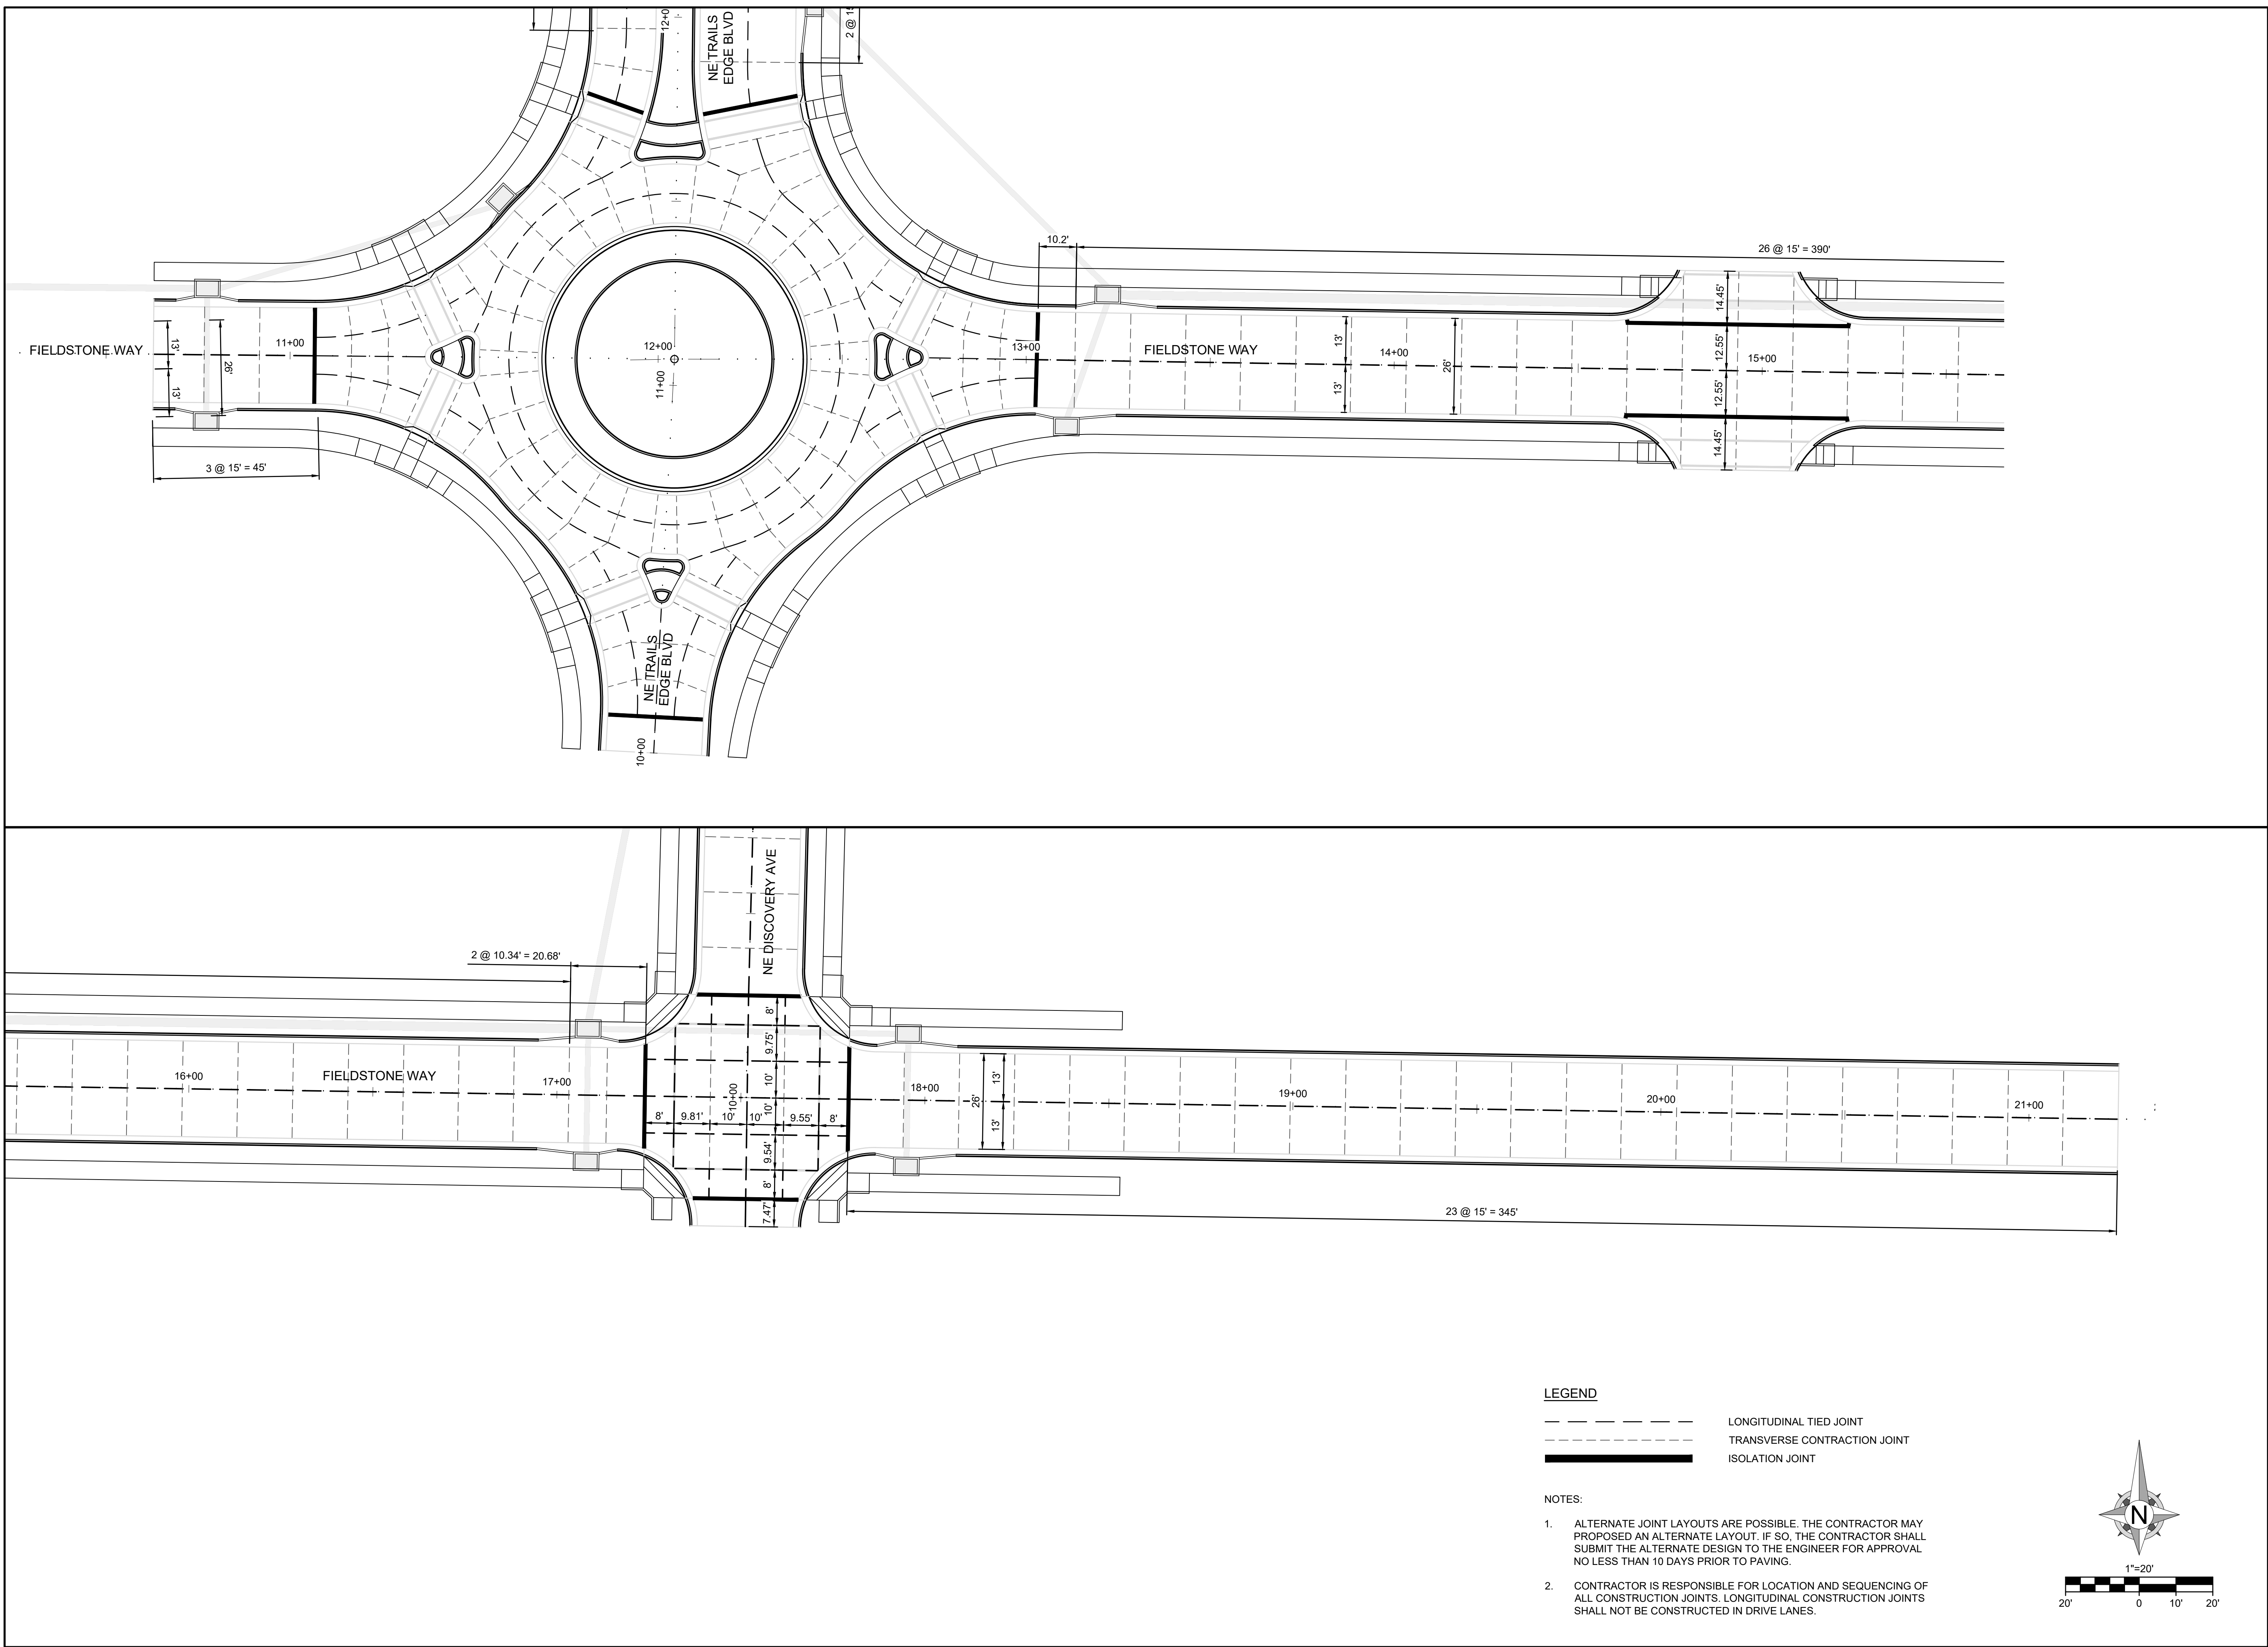 12+0
NE TRAILS
EDGE BLVD
2 @ 1
10.2'
26 @ 15' = 390'
FIELDSTONE WAY
13'
13'
26'
11+00
3 @ 15' = 45'
12+00
11+00
13+00
FIELDSTONE WAY
13'
13'
14+00
26'
14.45'
12.55'
12.55'
14.45'
15+00
NE TRAILS
EDGE BLVD
10+00
NE DISCOVERY AVE
2 @ 10.34' = 20.68'
16+00
FIELDSTONE WAY
17+00
8'
9.75'
10'
10'
9.54'
8'
7.47'
10+00
8'
9.81'
10'
10'
9.55'
8'
18+00
26'
13'
13'
19+00
20+00
21+00
23 @ 15' = 345'
LEGEND
LONGITUDINAL TIED JOINT
TRANSVERSE CONTRACTION JOINT
ISOLATION JOINT
NOTES:
1. ALTERNATE JOINT LAYOUTS ARE POSSIBLE. THE CONTRACTOR MAY
PROPOSED AN ALTERNATE LAYOUT. IF SO, THE CONTRACTOR SHALL
SUBMIT THE ALTERNATE DESIGN TO THE ENGINEER FOR APPROVAL
NO LESS THAN 10 DAYS PRIOR TO PAVING.
2. CONTRACTOR IS RESPONSIBLE FOR LOCATION AND SEQUENCING OF
ALL CONSTRUCTION JOINTS. LONGITUDINAL CONSTRUCTION JOINTS
SHALL NOT BE CONSTRUCTED IN DRIVE LANES.
N
1"=20'
20'
0
10'
20'